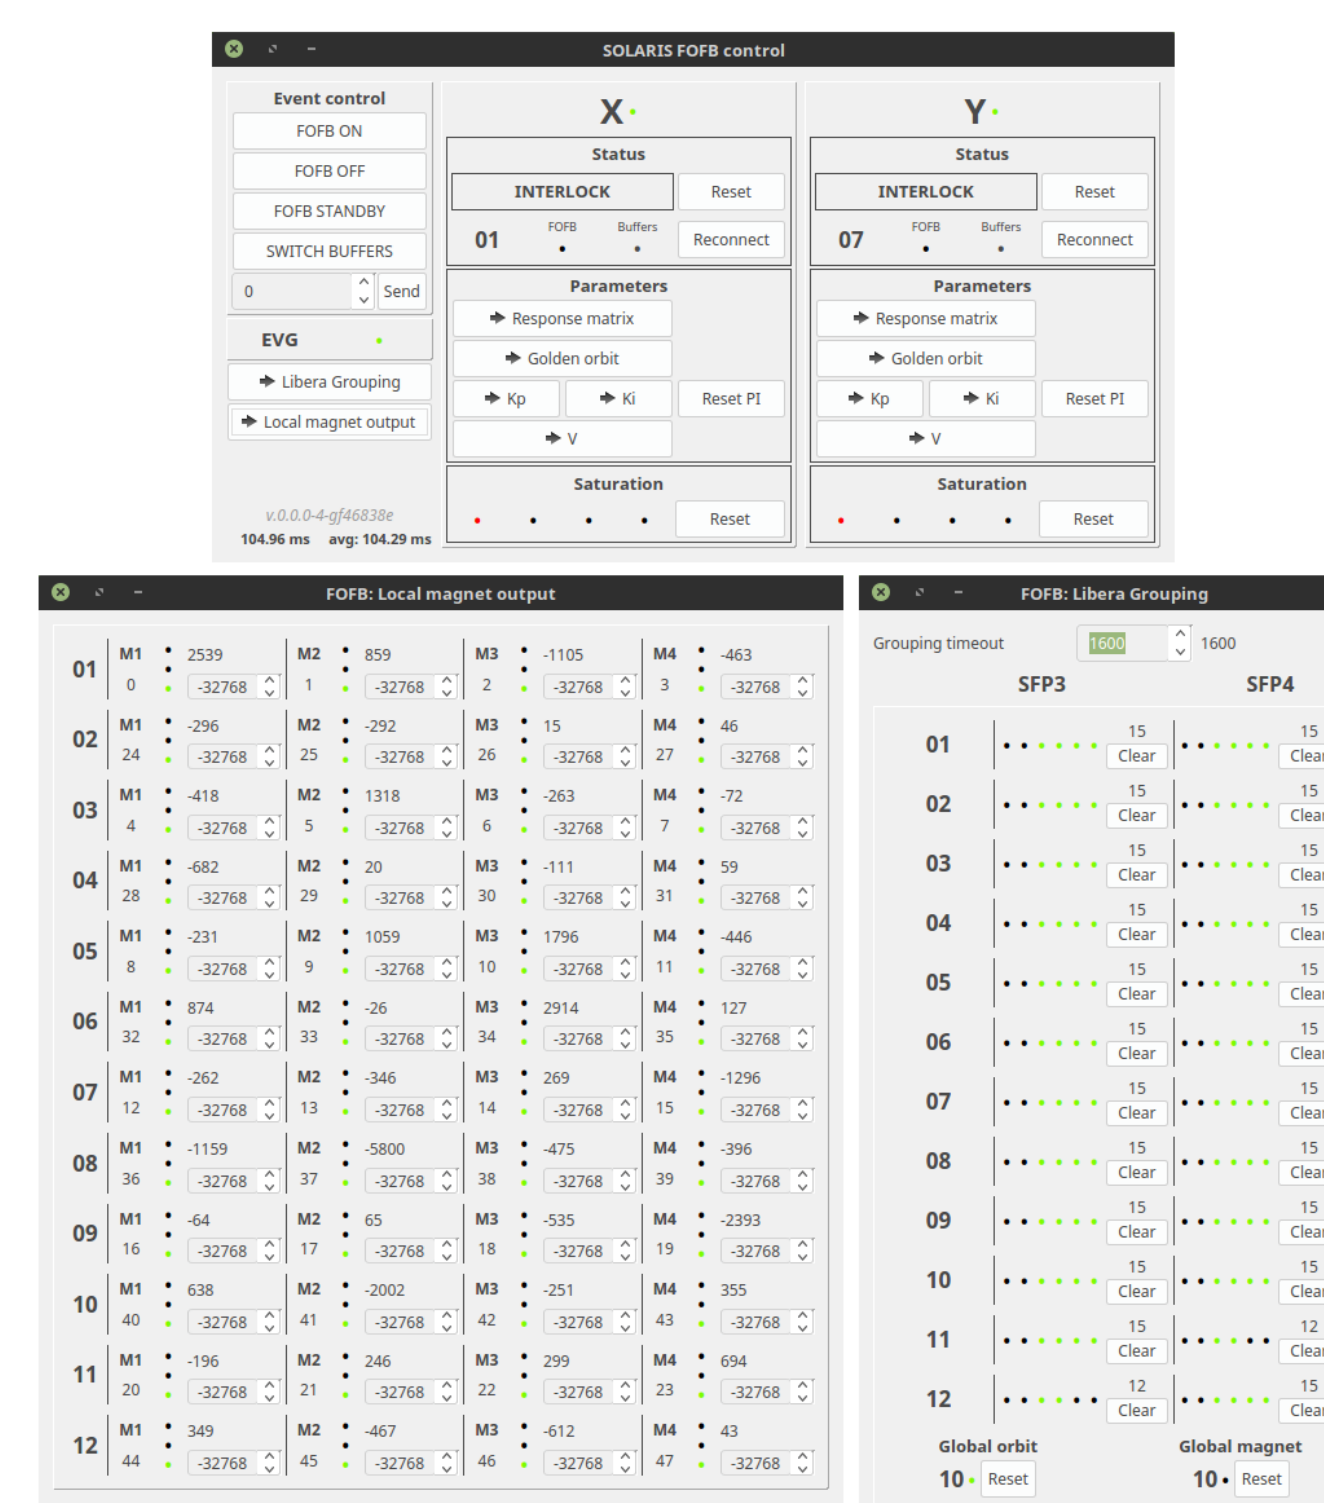 SOLARIS FOFB control
Event control
FOFB ON
FOFB OFF
FOFB STANDBY
SWITCH BUFFERS
0 Send
EVG
Libera Grouping
Local magnet output
v.0.0.0-4-gf46838e
104.96 ms avg: 104.29 ms
X
Status
INTERLOCK Reset
01 FOFB Buffers Reconnect
Parameters
Response matrix
Golden orbit
Kp Ki Reset PI
V
Saturation
Reset
Y
Status
INTERLOCK Reset
07 FOFB Buffers Reconnect
Parameters
Response matrix
Golden orbit
Kp Ki Reset PI
V
Saturation
Reset
FOFB: Local magnet output
01 M1 2539 M2 859 M3 -1105 M4 -463
0 -32768 1 -32768 2 -32768 3 -32768
02 M1 -296 M2 -292 M3 15 M4 46
24 -32768 25 -32768 26 -32768 27 -32768
03 M1 -418 M2 1318 M3 -263 M4 -72
4 -32768 5 -32768 6 -32768 7 -32768
04 M1 -682 M2 20 M3 -111 M4 59
28 -32768 29 -32768 30 -32768 31 -32768
05 M1 -231 M2 1059 M3 1796 M4 -446
8 -32768 9 -32768 10 -32768 11 -32768
06 M1 874 M2 -26 M3 2914 M4 127
32 -32768 33 -32768 34 -32768 35 -32768
07 M1 -262 M2 -346 M3 269 M4 -1296
12 -32768 13 -32768 14 -32768 15 -32768
08 M1 -1159 M2 -5800 M3 -475 M4 -396
36 -32768 37 -32768 38 -32768 39 -32768
09 M1 -64 M2 65 M3 -535 M4 -2393
16 -32768 17 -32768 18 -32768 19 -32768
10 M1 638 M2 -2002 M3 -251 M4 355
40 -32768 41 -32768 42 -32768 43 -32768
11 M1 -196 M2 246 M3 299 M4 694
20 -32768 21 -32768 22 -32768 23 -32768
12 M1 349 M2 -467 M3 -612 M4 43
44 -32768 45 -32768 46 -32768 47 -32768
FOFB: Libera Grouping
Grouping timeout 1600 1600
SFP3 SFP4
01 15 Clear 15 Clear
02 15 Clear 15 Clear
03 15 Clear 15 Clear
04 15 Clear 15 Clear
05 15 Clear 15 Clear
06 15 Clear 15 Clear
07 15 Clear 15 Clear
08 15 Clear 15 Clear
09 15 Clear 15 Clear
10 15 Clear 15 Clear
11 15 Clear 12 Clear
12 12 Clear 15 Clear
Global orbit Global magnet
10 Reset 10 Reset